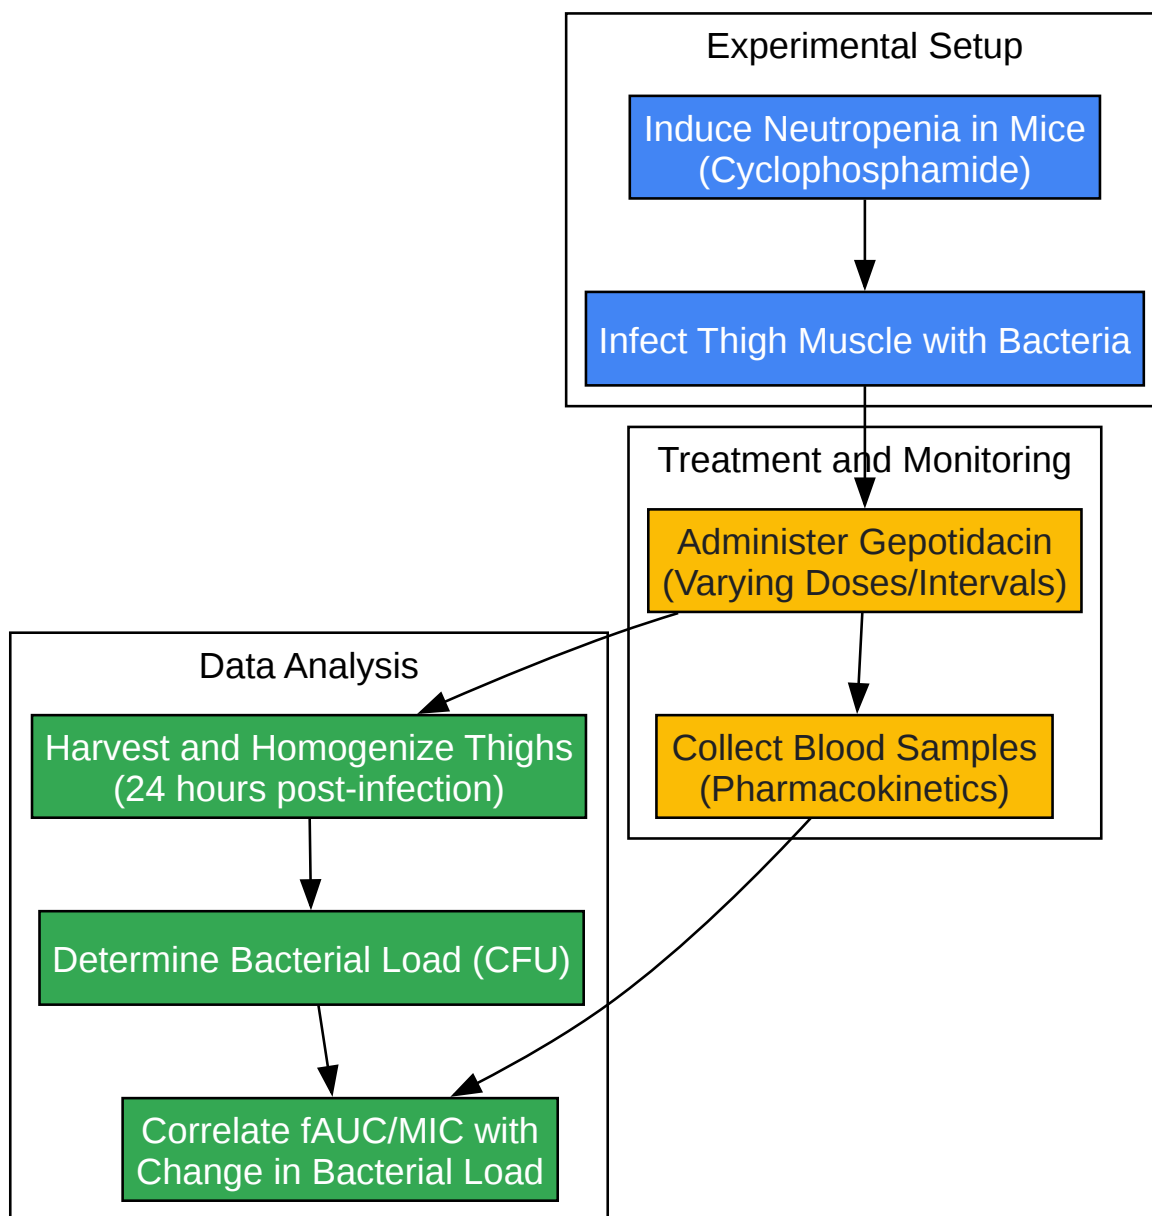 Experimental Setup
Induce Neutropenia in Mice
(Cyclophosphamide)
Infect Thigh Muscle with Bacteria
Treatment and Monitoring
Administer Gepotidacin
(Varying Doses/Intervals)
Collect Blood Samples
(Pharmacokinetics)
Data Analysis
Harvest and Homogenize Thighs
(24 hours post-infection)
Determine Bacterial Load (CFU)
Correlate fAUC/MIC with
Change in Bacterial Load